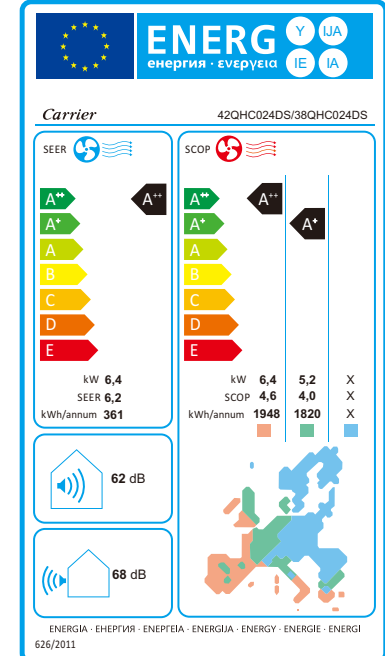 ENERG Y IJA
енергия · ενεργεια IE IA
Carrier 42QHC024DS/38QHC024DS
SEER SCOP
A++ A++ A++ A++
A+ A+ A+
A A
B B
C C
D D
E E
kW 6,4 kW 6,4 5,2 X
SEER 6,2 SCOP 4,6 4,0 X
kWh/annum 361 kWh/annum 1948 1820 X
62 dB
68 dB
ENERGIA · ЕНЕРГИЯ · ΕΝΕΡΓΕΙΑ · ENERGIJA · ENERGY · ENERGIE · ENERGI
626/2011